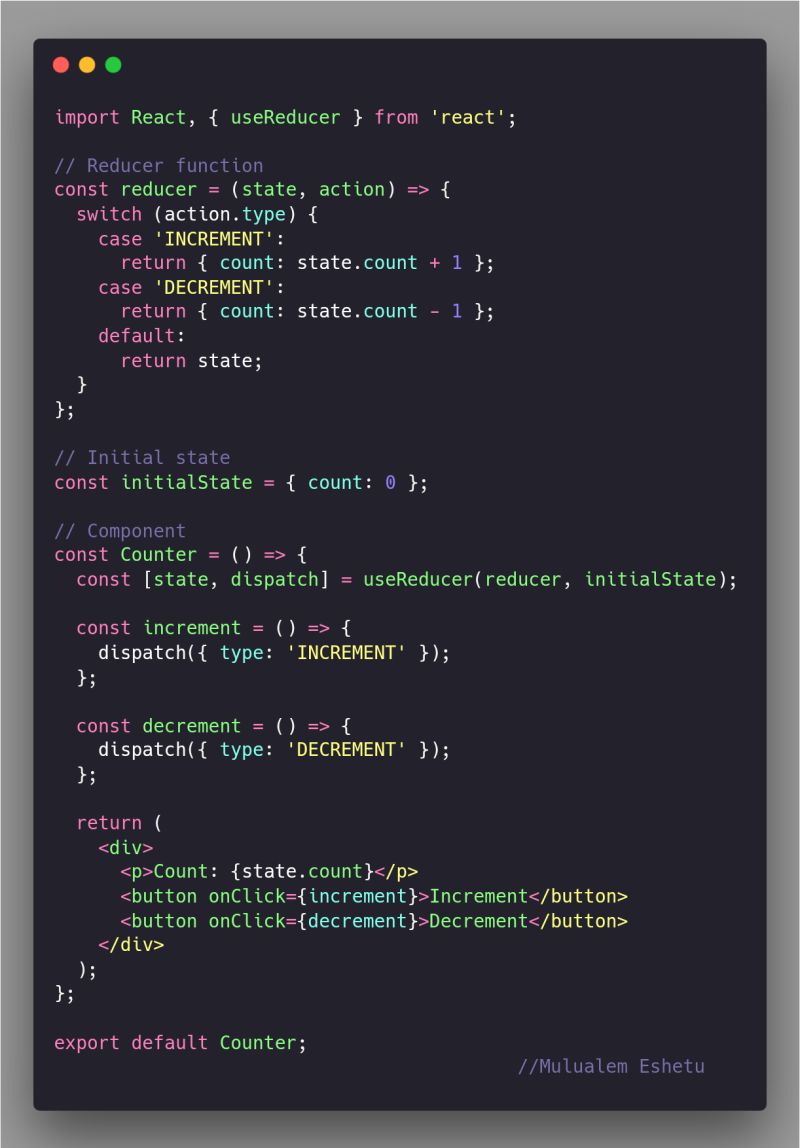 import React, { useReducer } from 'react';

// Reducer function
const reducer = (state, action) => {
  switch (action.type) {
    case 'INCREMENT':
      return { count: state.count + 1 };
    case 'DECREMENT':
      return { count: state.count - 1 };
    default:
      return state;
  }
};

// Initial state
const initialState = { count: 0 };

// Component
const Counter = () => {
  const [state, dispatch] = useReducer(reducer, initialState);

  const increment = () => {
    dispatch({ type: 'INCREMENT' });
  };

  const decrement = () => {
    dispatch({ type: 'DECREMENT' });
  };

  return (
    <div>
      <p>Count: {state.count}</p>
      <button onClick={increment}>Increment</button>
      <button onClick={decrement}>Decrement</button>
    </div>
  );
};

export default Counter;
//Mulualem Eshetu